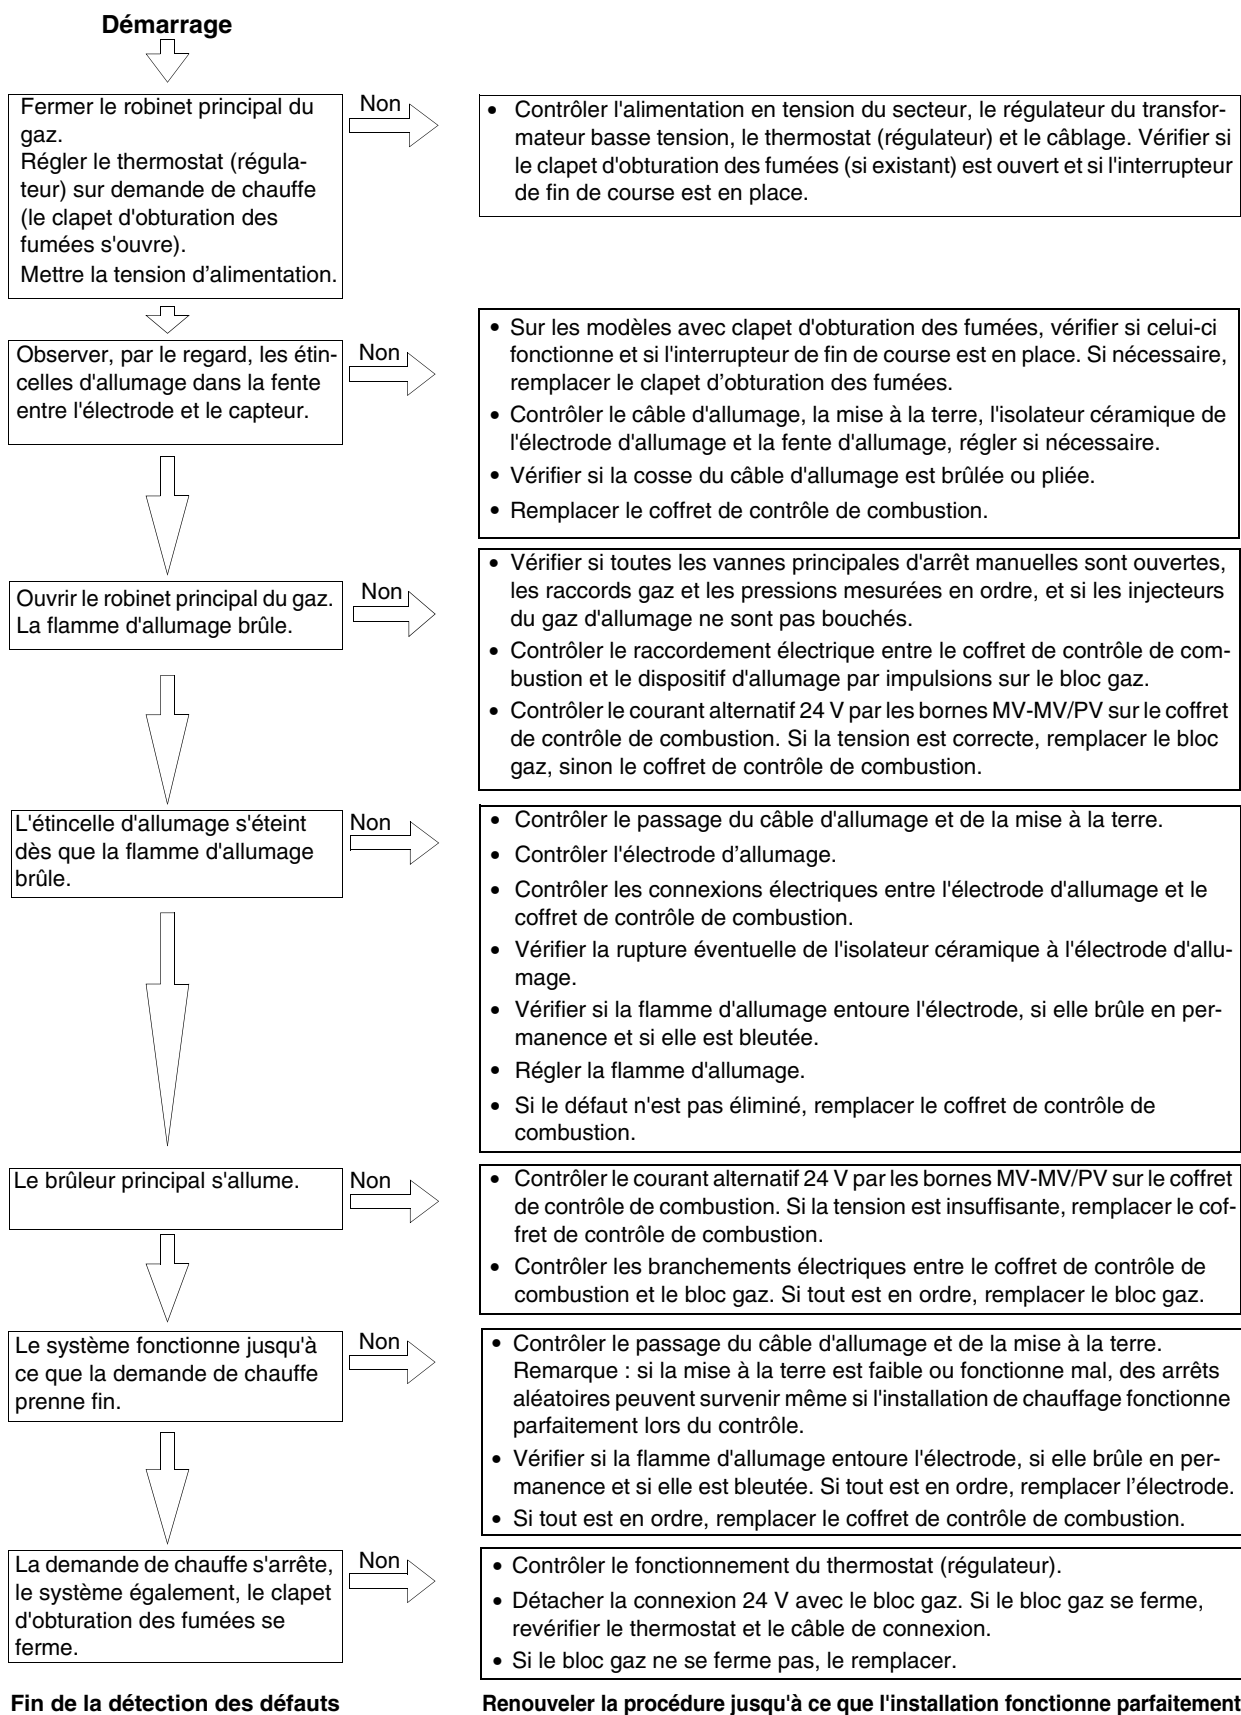 Démarrage
Fermer le robinet principal du
gaz.
Régler le thermostat (régula-
teur) sur demande de chauffe
(le clapet d'obturation des
fumées s'ouvre).
Mettre la tension d’alimentation.
Non
• Contrôler l'alimentation en tension du secteur, le régulateur du transfor-
mateur basse tension, le thermostat (régulateur) et le câblage. Vérifier si
le clapet d'obturation des fumées (si existant) est ouvert et si l'interrupteur
de fin de course est en place.
Observer, par le regard, les étin-
celles d'allumage dans la fente
entre l'électrode et le capteur.
Non
• Sur les modèles avec clapet d'obturation des fumées, vérifier si celui-ci
fonctionne et si l'interrupteur de fin de course est en place. Si nécessaire,
remplacer le clapet d’obturation des fumées.
• Contrôler le câble d'allumage, la mise à la terre, l'isolateur céramique de
l'électrode d'allumage et la fente d'allumage, régler si nécessaire.
• Vérifier si la cosse du câble d'allumage est brûlée ou pliée.
• Remplacer le coffret de contrôle de combustion.
Ouvrir le robinet principal du gaz.
La flamme d'allumage brûle.
Non
• Vérifier si toutes les vannes principales d'arrêt manuelles sont ouvertes,
les raccords gaz et les pressions mesurées en ordre, et si les injecteurs
du gaz d'allumage ne sont pas bouchés.
• Contrôler le raccordement électrique entre le coffret de contrôle de com-
bustion et le dispositif d'allumage par impulsions sur le bloc gaz.
• Contrôler le courant alternatif 24 V par les bornes MV-MV/PV sur le coffret
de contrôle de combustion. Si la tension est correcte, remplacer le bloc
gaz, sinon le coffret de contrôle de combustion.
L'étincelle d'allumage s'éteint
dès que la flamme d'allumage
brûle.
Non
• Contrôler le passage du câble d'allumage et de la mise à la terre.
• Contrôler l'électrode d’allumage.
• Contrôler les connexions électriques entre l'électrode d'allumage et le
coffret de contrôle de combustion.
• Vérifier la rupture éventuelle de l'isolateur céramique à l'électrode d'allu-
mage.
• Vérifier si la flamme d'allumage entoure l'électrode, si elle brûle en per-
manence et si elle est bleutée.
• Régler la flamme d'allumage.
• Si le défaut n'est pas éliminé, remplacer le coffret de contrôle de
combustion.
Le brûleur principal s'allume.
Non
• Contrôler le courant alternatif 24 V par les bornes MV-MV/PV sur le coffret
de contrôle de combustion. Si la tension est insuffisante, remplacer le cof-
fret de contrôle de combustion.
• Contrôler les branchements électriques entre le coffret de contrôle de
combustion et le bloc gaz. Si tout est en ordre, remplacer le bloc gaz.
Le système fonctionne jusqu'à
ce que la demande de chauffe
prenne fin.
Non
• Contrôler le passage du câble d'allumage et de la mise à la terre.
Remarque : si la mise à la terre est faible ou fonctionne mal, des arrêts
aléatoires peuvent survenir même si l'installation de chauffage fonctionne
parfaitement lors du contrôle.
• Vérifier si la flamme d'allumage entoure l'électrode, si elle brûle en per-
manence et si elle est bleutée. Si tout est en ordre, remplacer l’électrode.
• Si tout est en ordre, remplacer le coffret de contrôle de combustion.
La demande de chauffe s'arrête,
le système également, le clapet
d'obturation des fumées se
ferme.
Non
• Contrôler le fonctionnement du thermostat (régulateur).
• Détacher la connexion 24 V avec le bloc gaz. Si le bloc gaz se ferme,
revérifier le thermostat et le câble de connexion.
• Si le bloc gaz ne se ferme pas, le remplacer.
Fin de la détection des défauts
Renouveler la procédure jusqu'à ce que l'installation fonctionne parfaitement